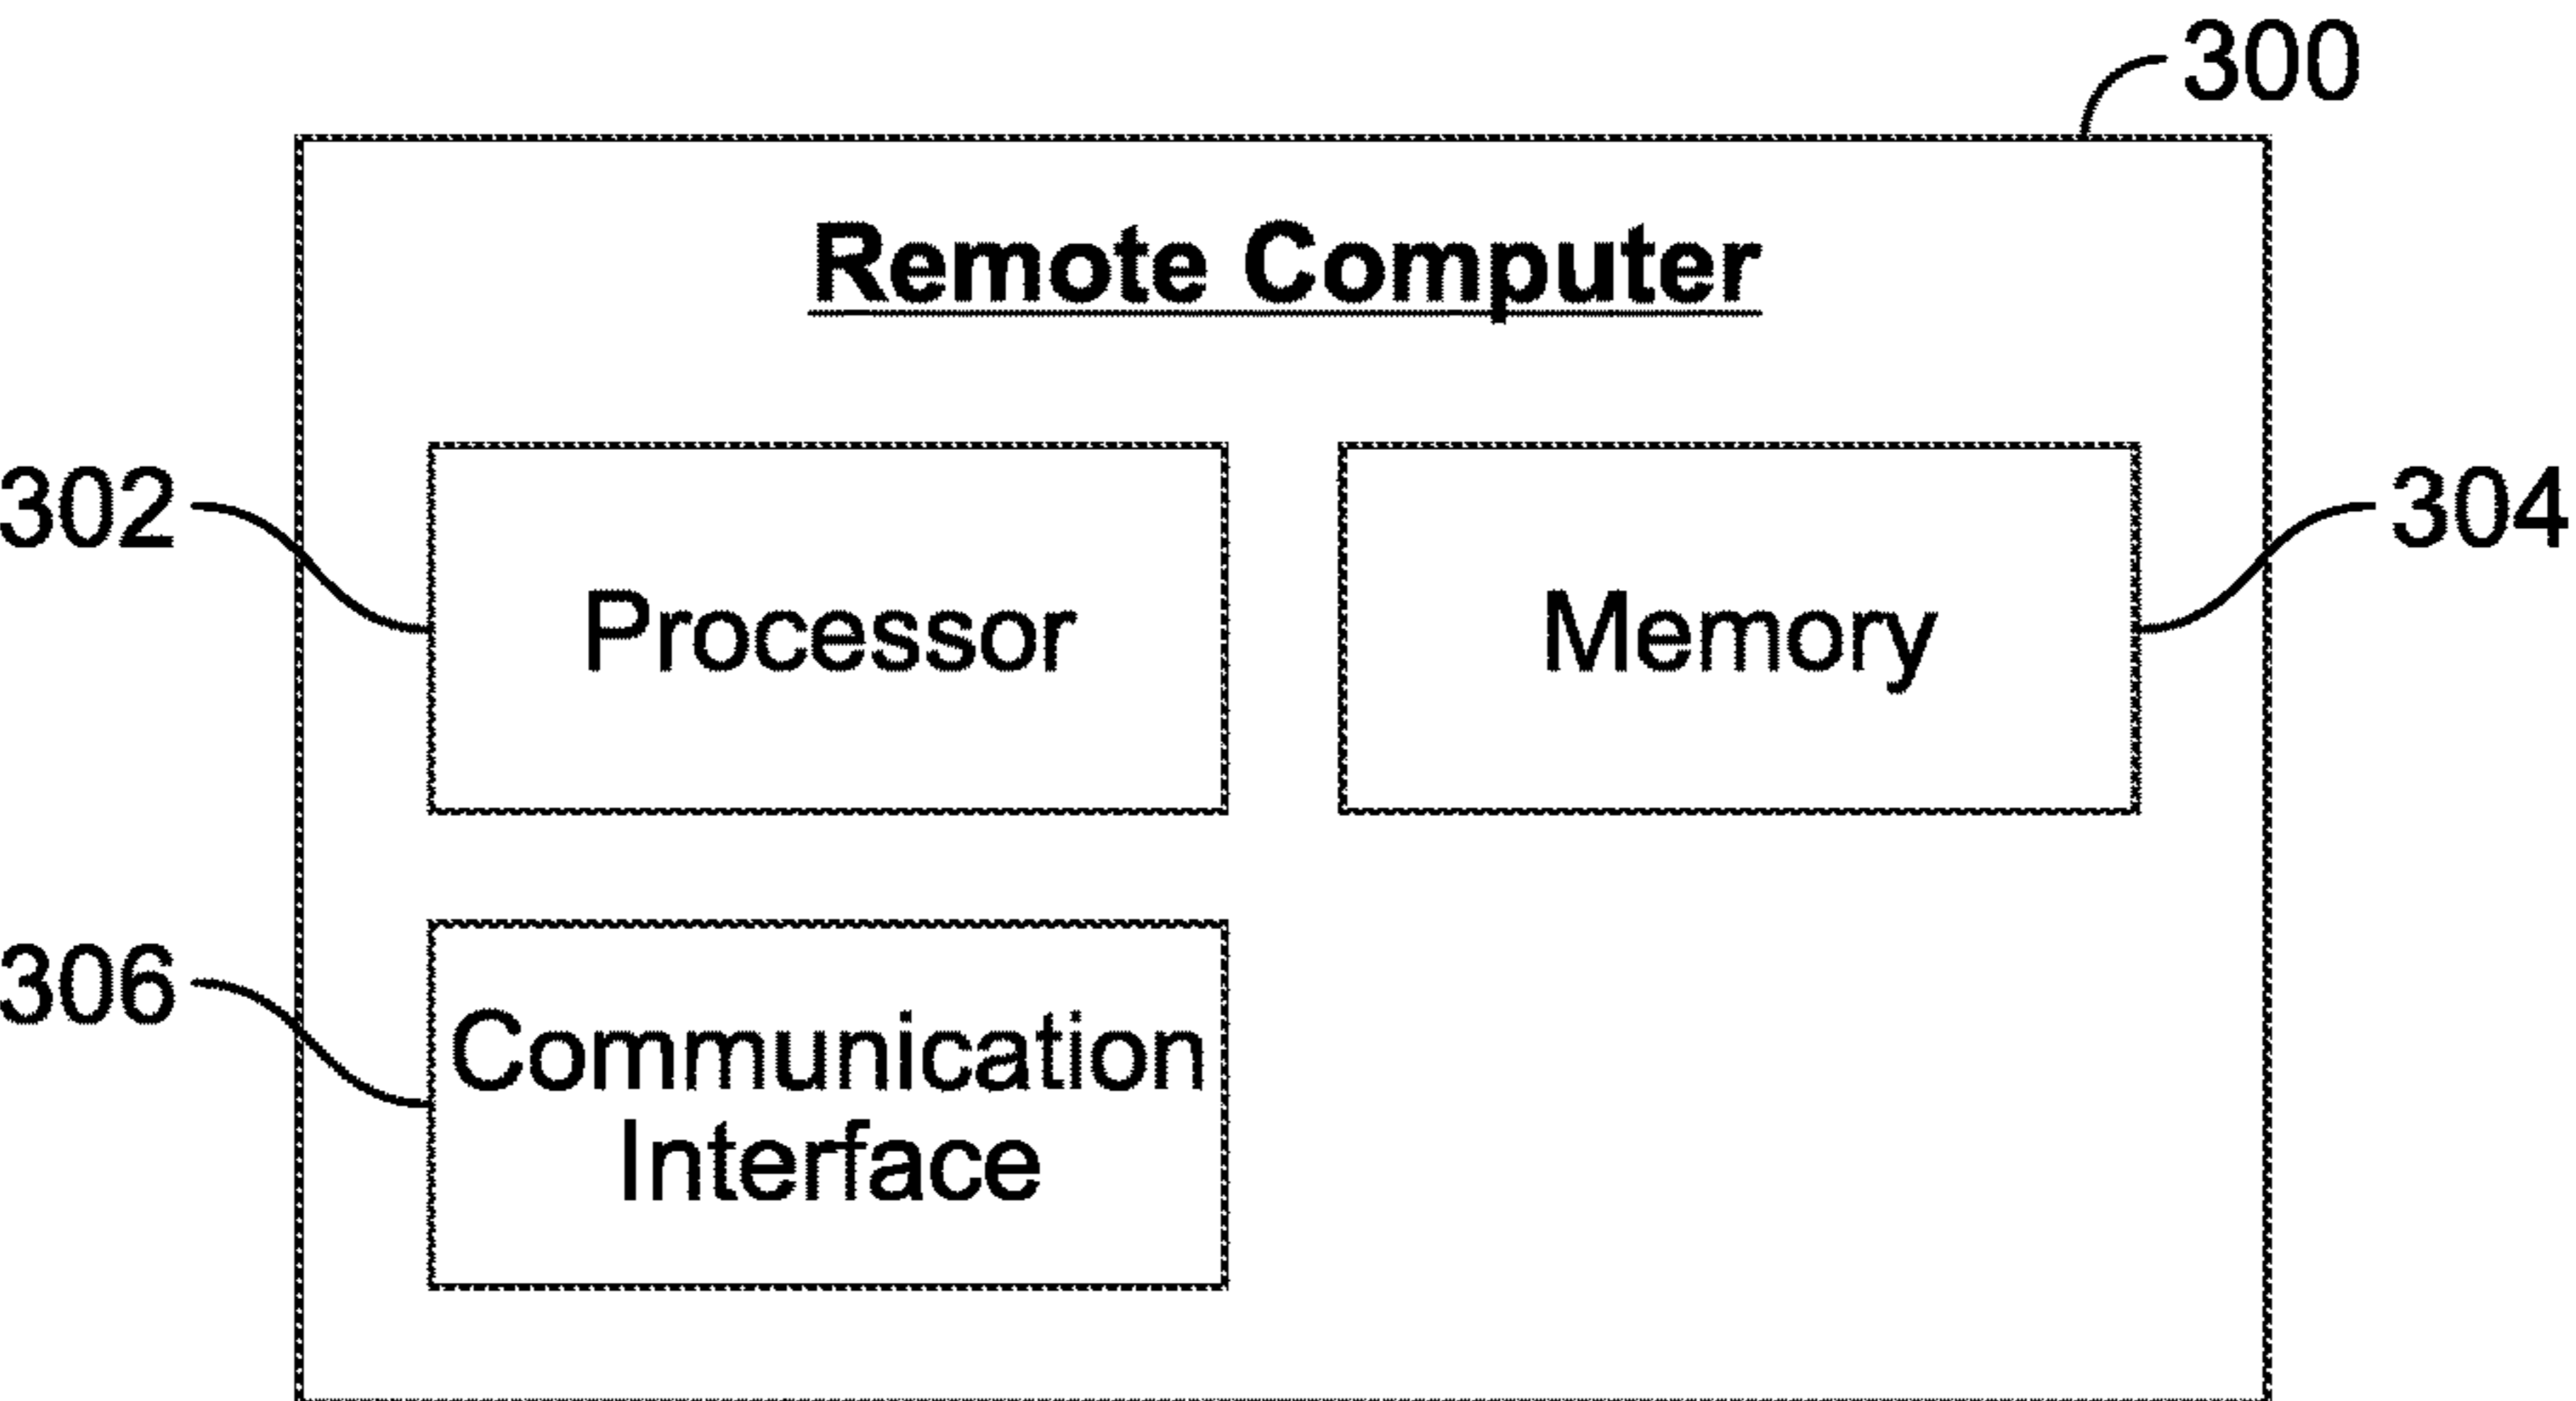 300
Remote Computer
302
Processor
Memory
304
306
Communication
Interface